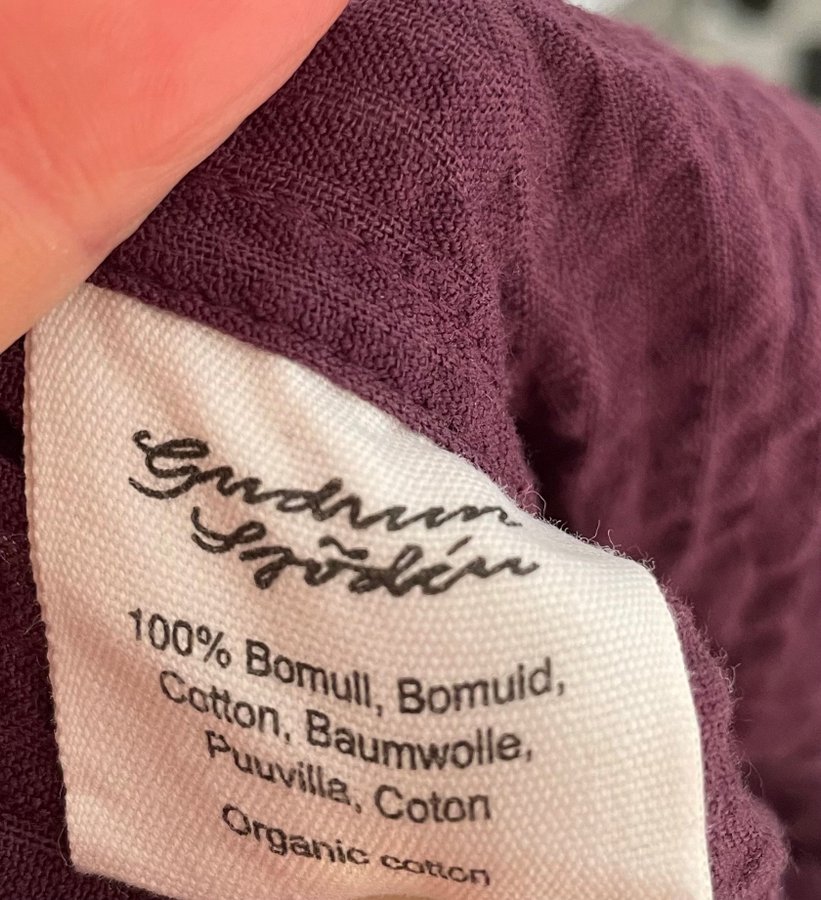 Gudrun
Sjödén
100% Bomull, Bomuld,
Cotton, Baumwolle,
Puuvilla, Coton
Organic cotton